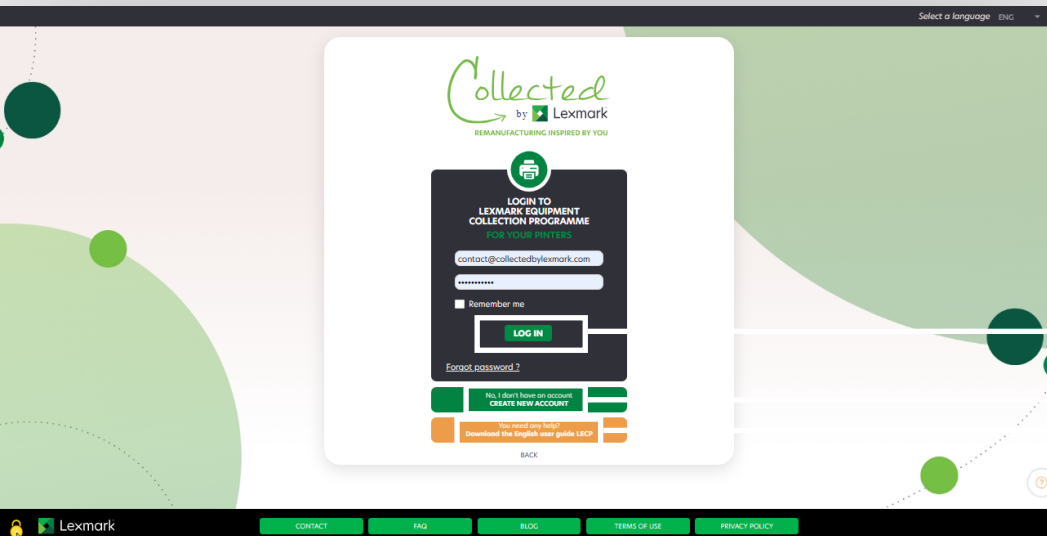 Select a language ENG
Collected
by Lexmark
REMANUFACTURING INSPIRED BY YOU
LOGIN TO
LEXMARK EQUIPMENT
COLLECTION PROGRAMME
FOR YOUR PINTERS
contact@collectedbylexmark.com
•••••••••••
Remember me
LOG IN
Forgot password ?
No, I don't have an account
CREATE NEW ACCOUNT
You need any help?
Download the English user guide LECP
BACK
?
Lexmark
CONTACT FAQ BLOG TERMS OF USE PRIVACY POLICY